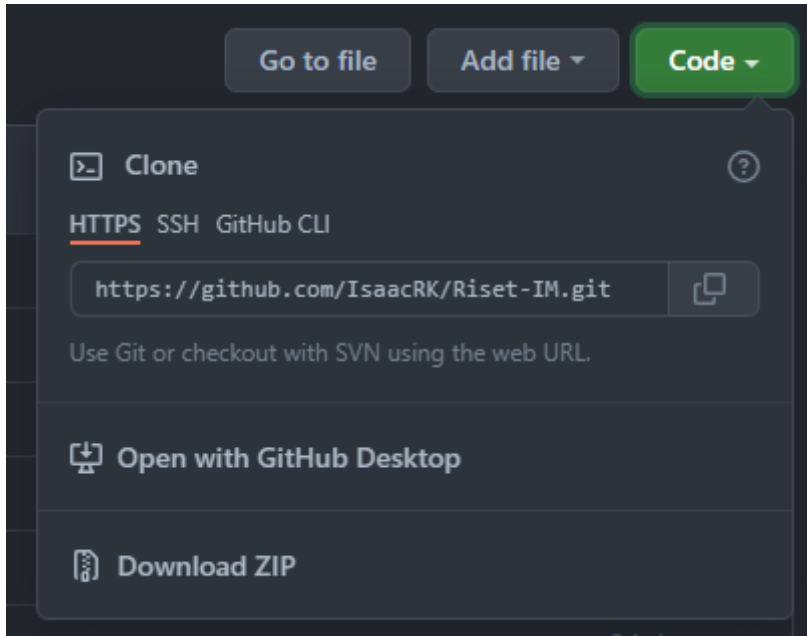 Go to file Add file Code
Clone
HTTPS SSH GitHub CLI
https://github.com/IsaacRK/Riset-IM.git
Use Git or checkout with SVN using the web URL.
Open with GitHub Desktop
Download ZIP